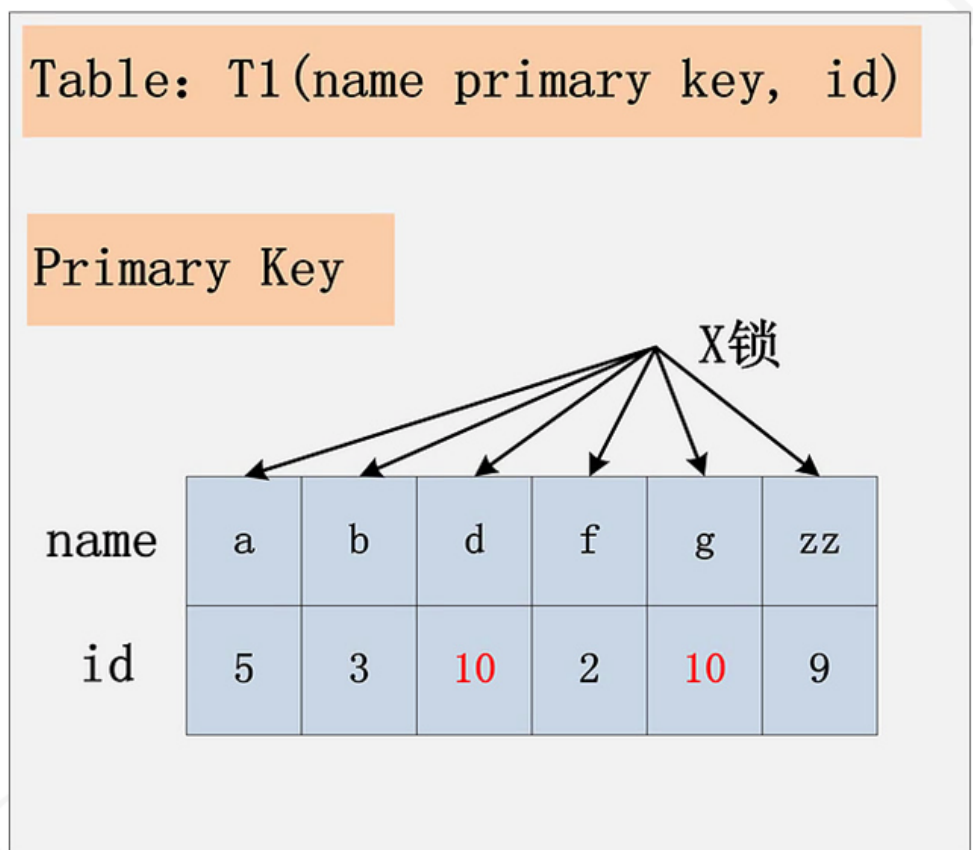 Table：T1(name primary key, id)
Primary Key
X锁
name a b d f g zz
id 5 3 10 2 10 9